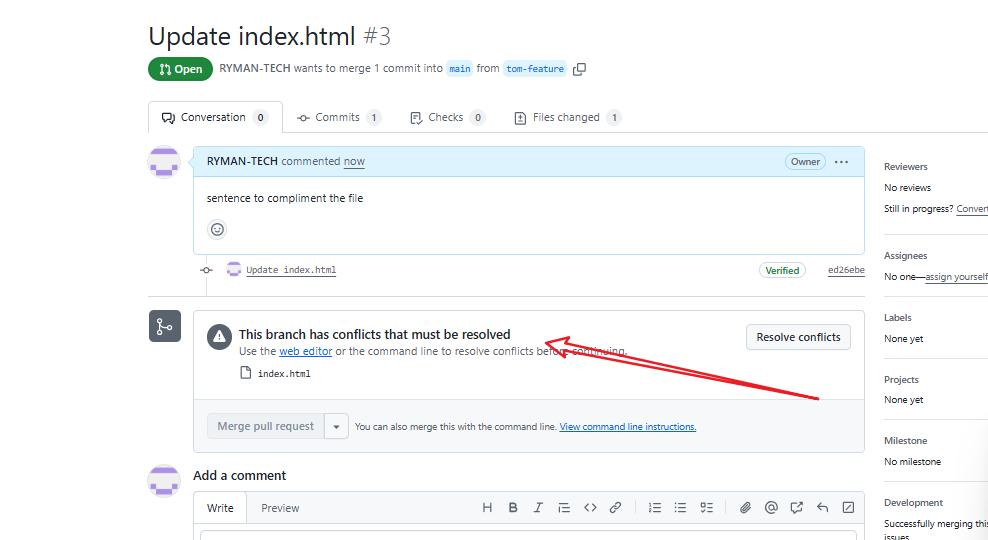 Update index.html #3
Open RYMAN-TECH wants to merge 1 commit into main from tom-feature
Conversation 0 Commits 1 Checks 0 Files changed 1
RYMAN-TECH commented now Owner
sentence to compliment the file
Update index.html Verified ed26ebe
This branch has conflicts that must be resolved
Use the web editor or the command line to resolve conflicts before continuing.
index.html
Resolve conflicts
Merge pull request You can also merge this with the command line. View command line instructions.
Add a comment
Write Preview H B I
Reviewers
No reviews
Still in progress? Convert
Assignees
No one—assign yourself
Labels
None yet
Projects
None yet
Milestone
No milestone
Development
Successfully merging this
issues.